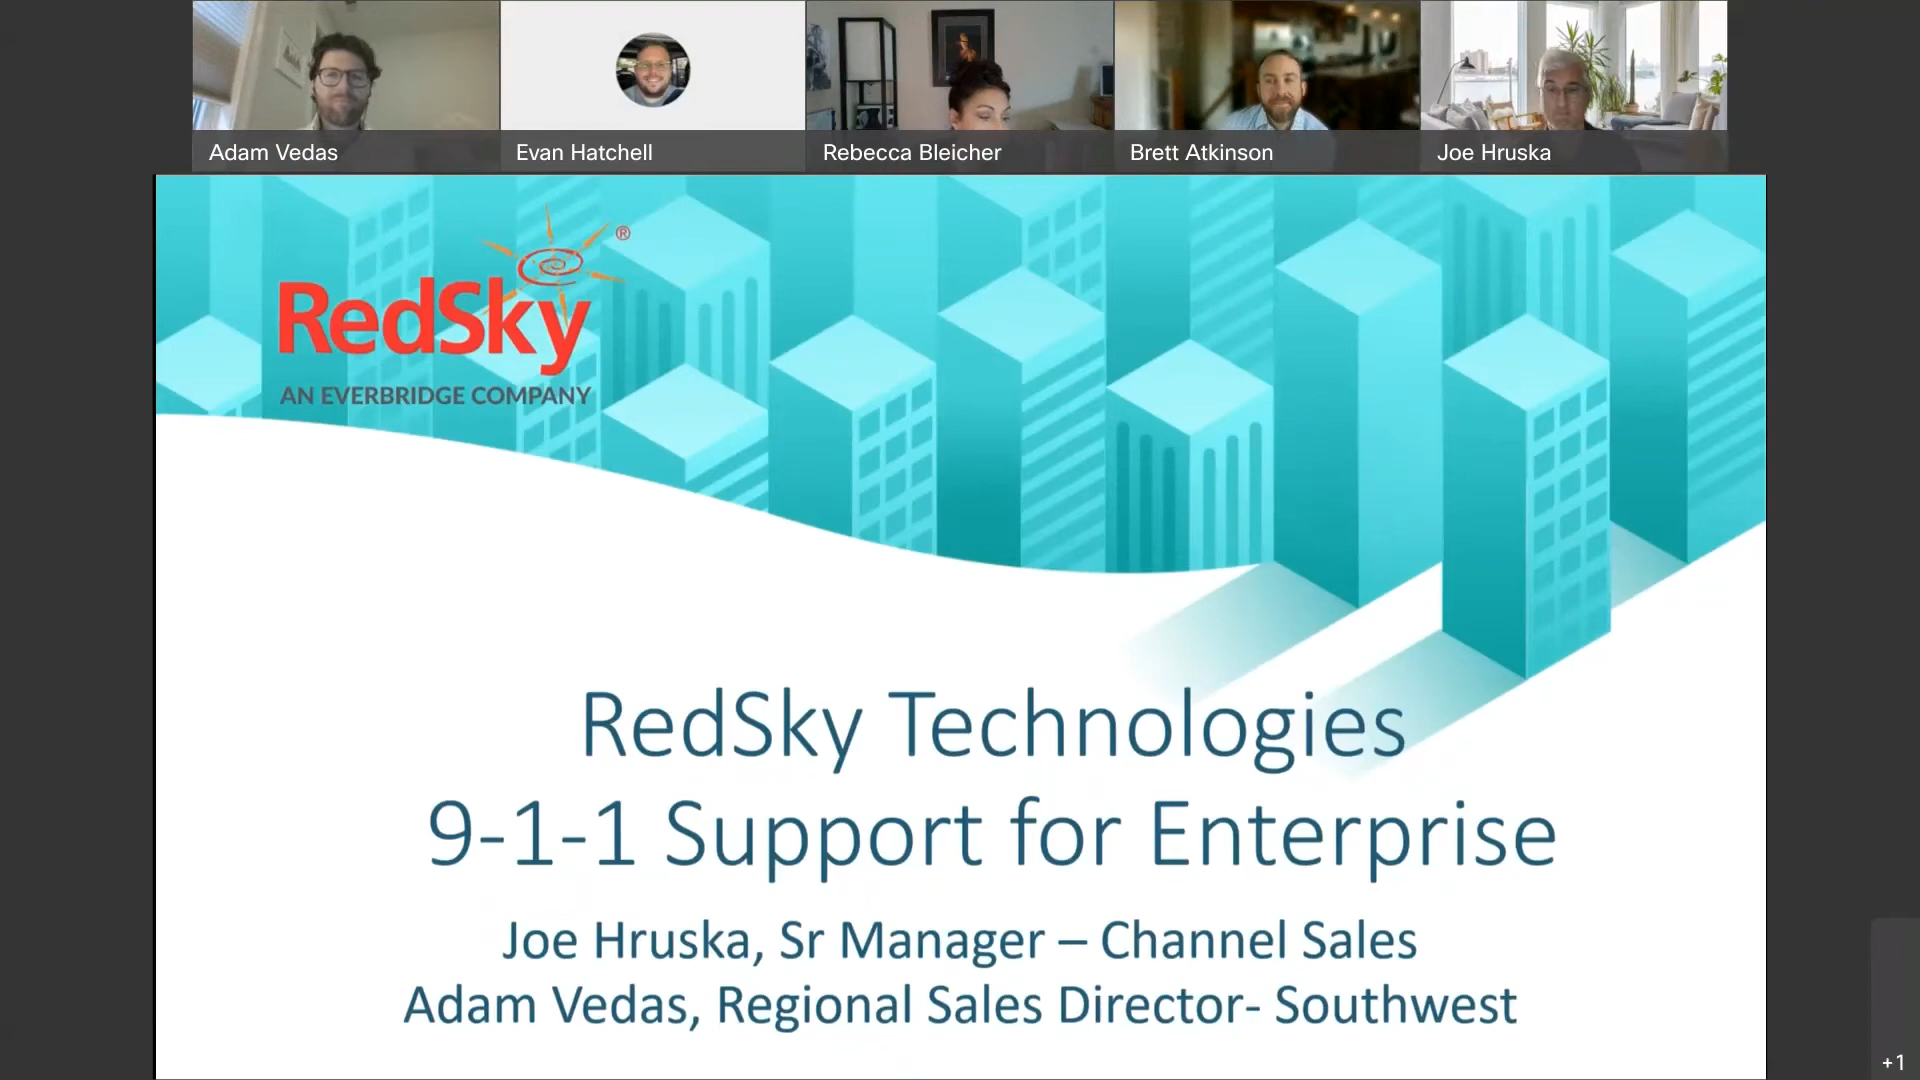 Adam Vedas
Evan Hatchell
Rebecca Bleicher
Brett Atkinson
Joe Hruska
RedSky®
AN EVERBRIDGE COMPANY
RedSky Technologies
9-1-1 Support for Enterprise
Joe Hruska, Sr Manager – Channel Sales
Adam Vedas, Regional Sales Director- Southwest
+1